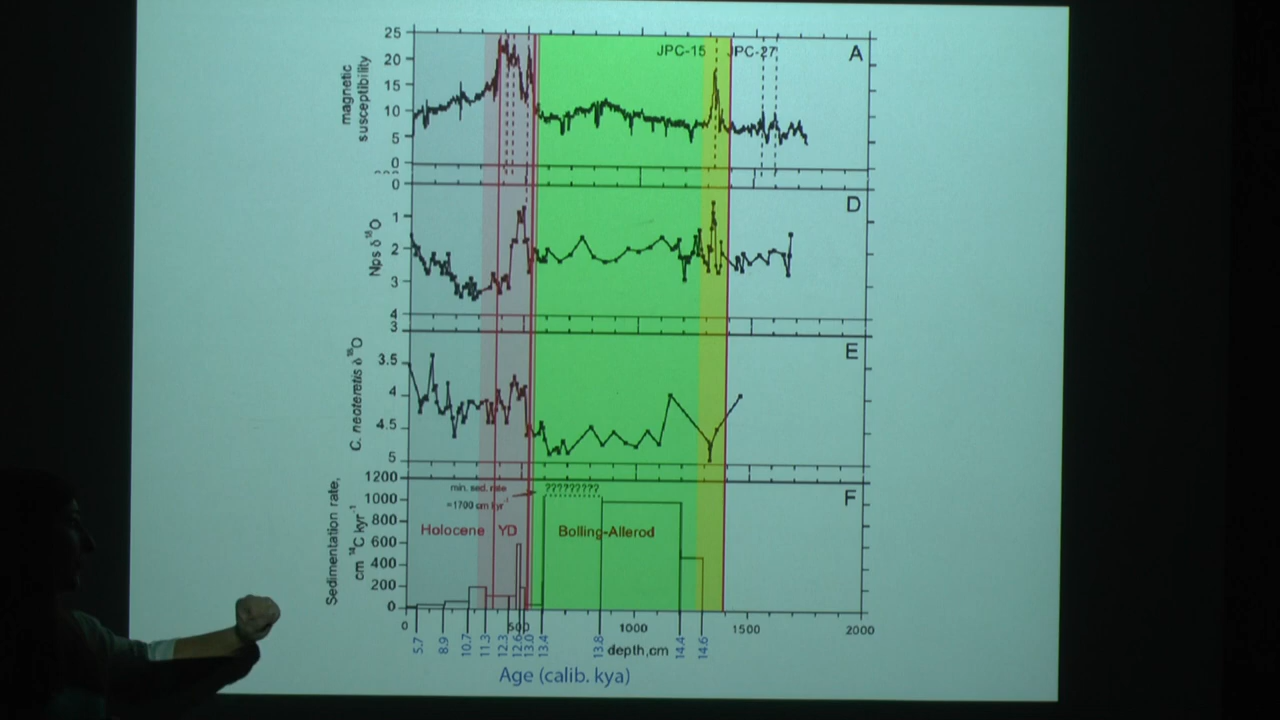 25
20
15
10
5
0
magnetic
susceptibility
JPC-15
JPC-27
A
0
1
2
3
4
Nps δ¹⁸O
D
3
3.5
4
4.5
5
C. neoteretis δ¹⁸O
E
1200
1000
800
600
400
200
0
Sedimentation rate,
cm ¹⁴C kyr⁻¹
min. sed. rate
=1700 cm kyr⁻¹
?????????
F
Holocene YD Bolling-Allerod
0 500 1000 1500 2000
depth,cm
5.7 8.9 10.7 11.3 12.3 12.6 13.0 13.4 13.8 14.4 14.6
Age (calib. kya)